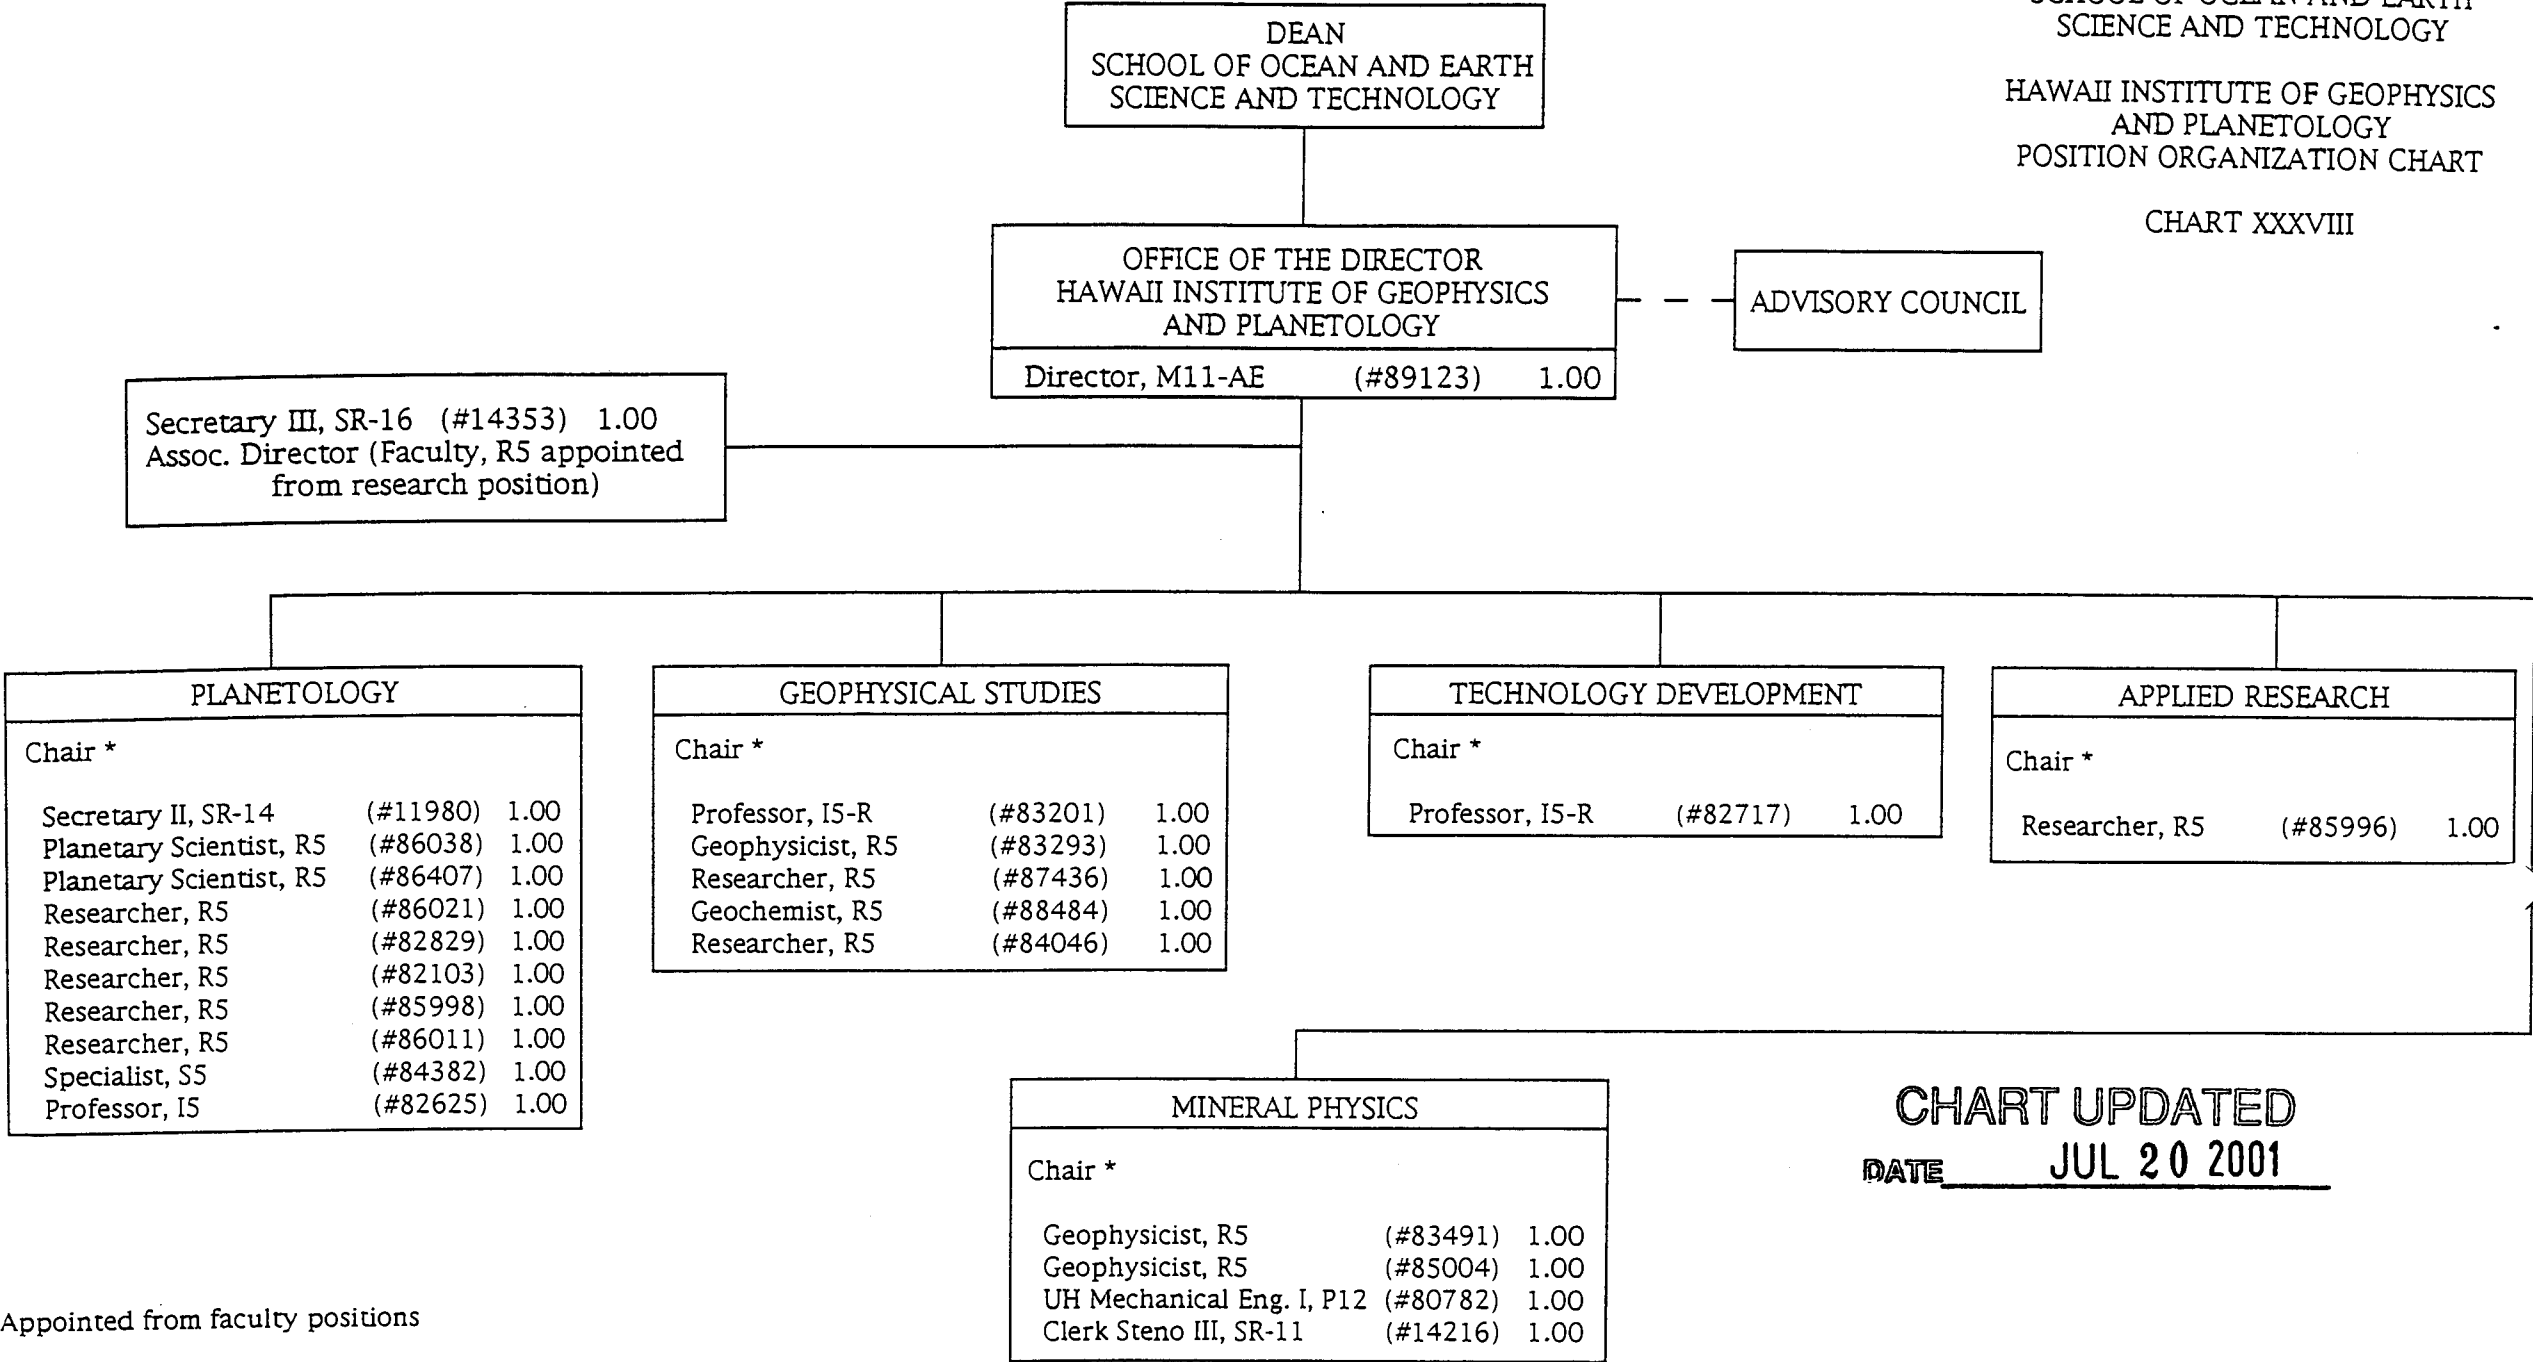 SCHOOL OF OCEAN AND EARTH
SCIENCE AND TECHNOLOGY
HAWAII INSTITUTE OF GEOPHYSICS
AND PLANETOLOGY
POSITION ORGANIZATION CHART
CHART XXXVIII
DEAN
SCHOOL OF OCEAN AND EARTH
SCIENCE AND TECHNOLOGY
OFFICE OF THE DIRECTOR
HAWAII INSTITUTE OF GEOPHYSICS
AND PLANETOLOGY
Director, M11-AE (#89123) 1.00
ADVISORY COUNCIL
Secretary III, SR-16 (#14353) 1.00
Assoc. Director (Faculty, R5 appointed
from research position)
PLANETOLOGY
Chair *
Secretary II, SR-14 (#11980) 1.00
Planetary Scientist, R5 (#86038) 1.00
Planetary Scientist, R5 (#86407) 1.00
Researcher, R5 (#86021) 1.00
Researcher, R5 (#82829) 1.00
Researcher, R5 (#82103) 1.00
Researcher, R5 (#85998) 1.00
Researcher, R5 (#86011) 1.00
Specialist, S5 (#84382) 1.00
Professor, I5 (#82625) 1.00
GEOPHYSICAL STUDIES
Chair *
Professor, I5-R (#83201) 1.00
Geophysicist, R5 (#83293) 1.00
Researcher, R5 (#87436) 1.00
Geochemist, R5 (#88484) 1.00
Researcher, R5 (#84046) 1.00
TECHNOLOGY DEVELOPMENT
Chair *
Professor, I5-R (#82717) 1.00
APPLIED RESEARCH
Chair *
Researcher, R5 (#85996) 1.00
MINERAL PHYSICS
Chair *
Geophysicist, R5 (#83491) 1.00
Geophysicist, R5 (#85004) 1.00
UH Mechanical Eng. I, P12 (#80782) 1.00
Clerk Steno III, SR-11 (#14216) 1.00
CHART UPDATED
DATE JUL 20 2001
Appointed from faculty positions